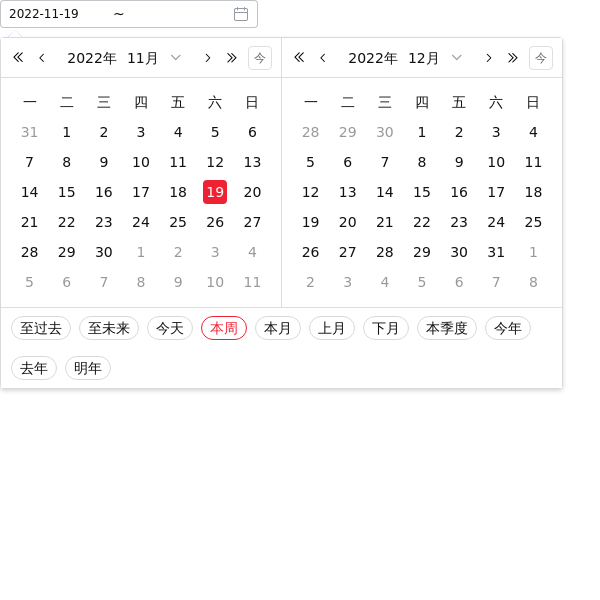 2022-11-19 ~
2022年 11月 今 2022年 12月 今
一 二 三 四 五 六 日 一 二 三 四 五 六 日
31 1 2 3 4 5 6 28 29 30 1 2 3 4
7 8 9 10 11 12 13 5 6 7 8 9 10 11
14 15 16 17 18 19 20 12 13 14 15 16 17 18
21 22 23 24 25 26 27 19 20 21 22 23 24 25
28 29 30 1 2 3 4 26 27 28 29 30 31 1
5 6 7 8 9 10 11 2 3 4 5 6 7 8
至过去 至未来 今天 本周 本月 上月 下月 本季度 今年
去年 明年